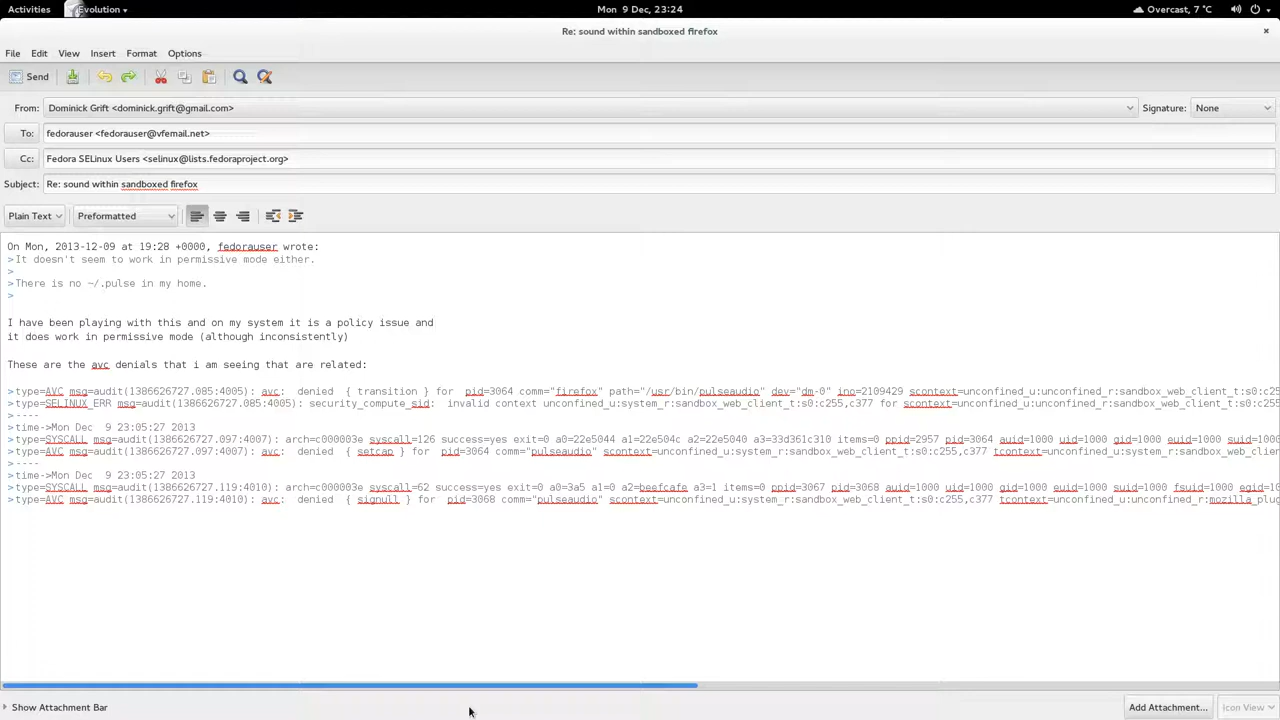 Activities Evolution Mon 9 Dec, 23:24 Overcast, 7 °C
Re: sound within sandboxed firefox
File Edit View Insert Format Options
Send
From: Dominick Grift <dominick.grift@gmail.com> Signature: None
To: fedorauser <fedorauser@vfemail.net>
Cc: Fedora SELinux Users <selinux@lists.fedoraproject.org>
Subject: Re: sound within sandboxed firefox
Plain Text Preformatted
On Mon, 2013-12-09 at 19:28 +0000, fedorauser wrote:
>It doesn't seem to work in permissive mode either.
>
>There is no ~/.pulse in my home.
>
I have been playing with this and on my system it is a policy issue and
it does work in permissive mode (although inconsistently)
These are the avc denials that i am seeing that are related:
>type=AVC msg=audit(1386626727.085:4005): avc:  denied  { transition } for  pid=3064 comm="firefox" path="/usr/bin/pulseaudio" dev="dm-0" ino=2109429 scontext=unconfined_u:unconfined_r:sandbox_web_client_t:s0:c25
>type=SELINUX_ERR msg=audit(1386626727.085:4005): security_compute_sid:  invalid context unconfined_u:system_r:sandbox_web_client_t:s0:c255,c377 for scontext=unconfined_u:unconfined_r:sandbox_web_client_t:s0:c255
>----
>time->Mon Dec  9 23:05:27 2013
>type=SYSCALL msg=audit(1386626727.097:4007): arch=c000003e syscall=126 success=yes exit=0 a0=22e5044 a1=22e504c a2=22e5040 a3=33d361c310 items=0 ppid=2957 pid=3064 auid=1000 uid=1000 gid=1000 euid=1000 suid=100
>type=AVC msg=audit(1386626727.097:4007): avc:  denied  { setcap } for  pid=3064 comm="pulseaudio" scontext=unconfined_u:system_r:sandbox_web_client_t:s0:c255,c377 tcontext=unconfined_u:system_r:sandbox_web_clien
>----
>time->Mon Dec  9 23:05:27 2013
>type=SYSCALL msg=audit(1386626727.119:4010): arch=c000003e syscall=62 success=yes exit=0 a0=3a5 a1=0 a2=beefcafe a3=1 items=0 ppid=3067 pid=3068 auid=1000 uid=1000 gid=1000 euid=1000 suid=1000 fsuid=1000 egid=10
>type=AVC msg=audit(1386626727.119:4010): avc:  denied  { signull } for  pid=3068 comm="pulseaudio" scontext=unconfined_u:system_r:sandbox_web_client_t:s0:c255,c377 tcontext=unconfined_u:unconfined_r:mozilla_plug
Show Attachment Bar Add Attachment... Icon View